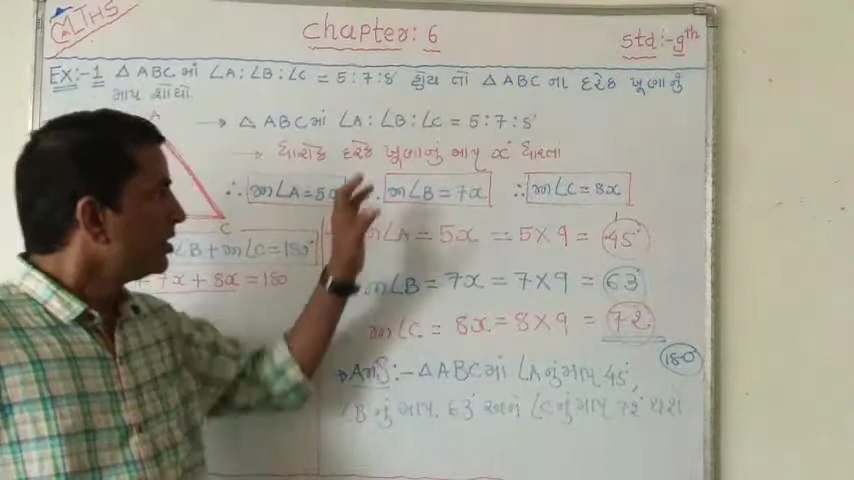 MATHS
chapter: 6
std:- 9th
EX:-1 △ ABC માં ∠A : ∠B : ∠C = 5 : 7 : 8 હોય તો △ ABC ના દરેક ખૂણાનું
માપ શોધો.
A
→ △ ABC માં ∠A : ∠B : ∠C = 5 : 7 : 8
→ ધારોકે દરેક ખૂણાનું માપ x ધારતા
∴ m∠A = 5x ∴ m∠B = 7x ∴ m∠C = 8x
C
m∠A = 5x = 5 × 9 = 45°
∠B + m∠C = 180°
+ 7x + 8x = 180
m∠B = 7x = 7 × 9 = 63°
m∠C = 8x = 8 × 9 = 72
180°
Ans :- △ ABC માં ∠A નું માપ 45°,
∠B નું માપ 63° અને ∠C નું માપ 72° થશે